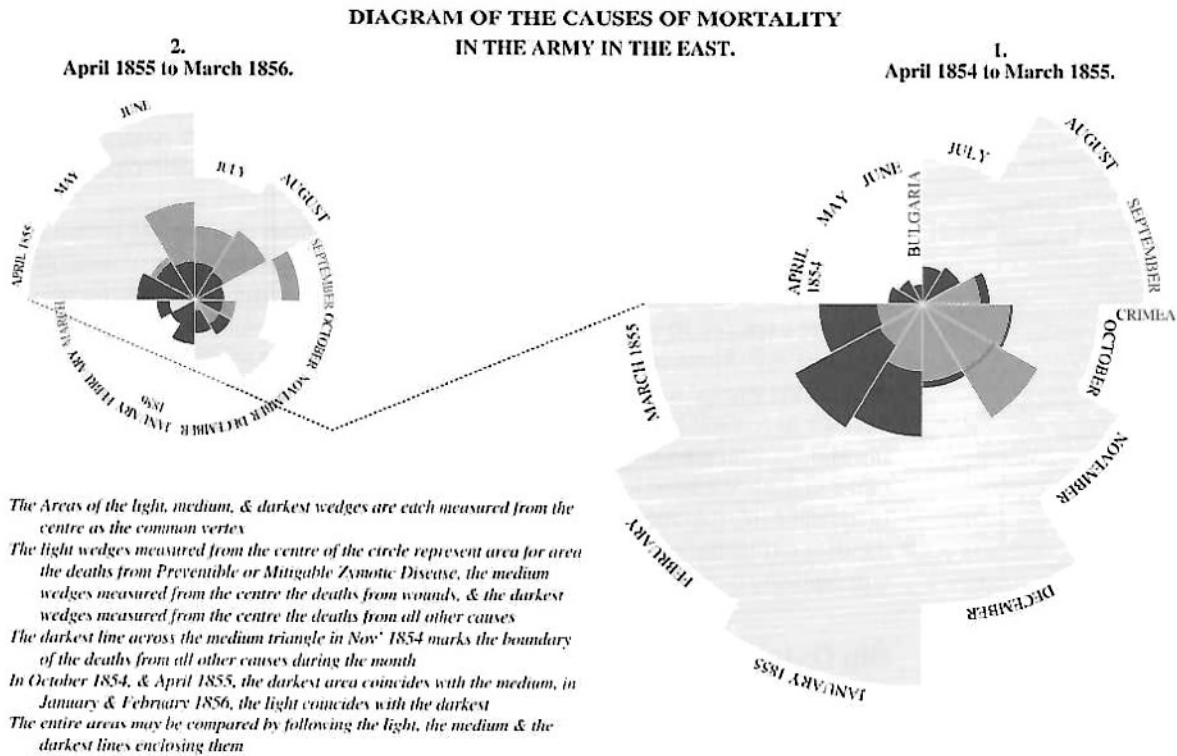 DIAGRAM OF THE CAUSES OF MORTALITY
IN THE ARMY IN THE EAST.
2.
April 1855 to March 1856.
1.
April 1854 to March 1855.
APRIL 1855
MAY
JUNE
JULY
AUGUST
SEPTEMBER
OCTOBER
NOVEMBER
DECEMBER
JANUARY
1856
FEBRUARY
MARCH
APRIL
1854
MAY
JUNE
BULGARIA
JULY
AUGUST
SEPTEMBER
CRIMEA
OCTOBER
NOVEMBER
DECEMBER
JANUARY 1855
FEBRUARY
MARCH 1855
The Areas of the light, medium, & darkest wedges are each measured from the
centre as the common vertex
The light wedges measured from the centre of the circle represent area for area
the deaths from Preventible or Mitigable Zymotic Disease, the medium
wedges measured from the centre the deaths from wounds, & the darkest
wedges measured from the centre the deaths from all other causes
The darkest line across the medium triangle in Nov' 1854 marks the boundary
of the deaths from all other causes during the month
In October 1854, & April 1855, the darkest area coincides with the medium, in
January & February 1856, the light coincides with the darkest
The entire areas may be compared by following the light, the medium & the
darkest lines enclosing them